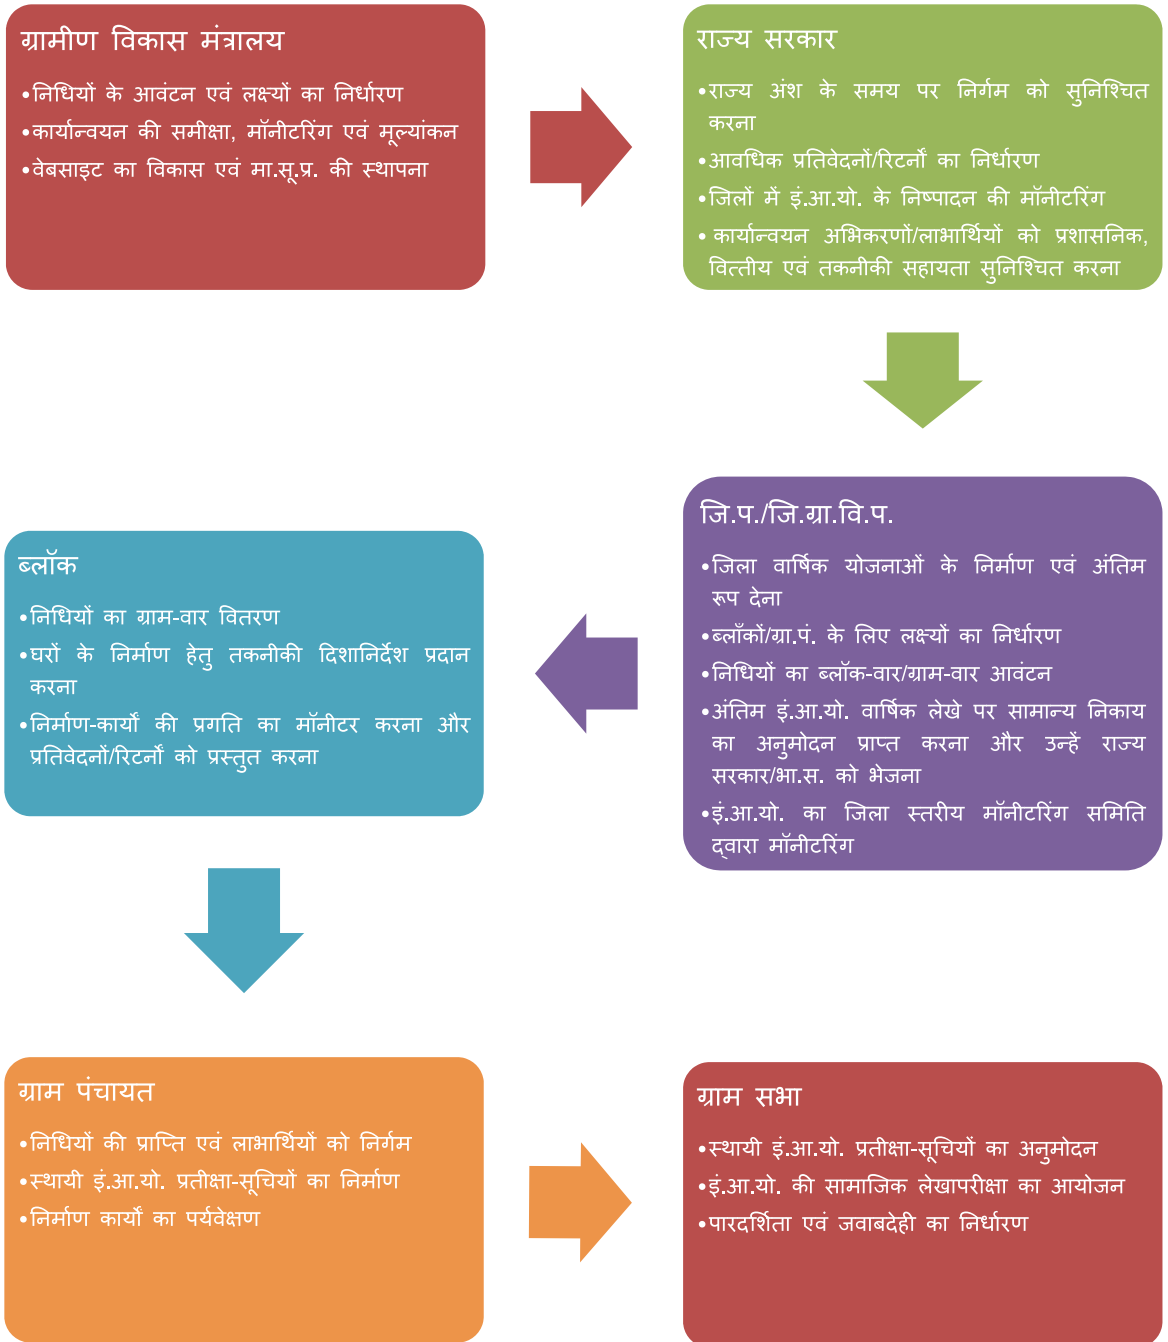 ग्रामीण विकास मंत्रालय
•निधियों के आवंटन एवं लक्ष्यों का निर्धारण
•कार्यान्वयन की समीक्षा, मॉनीटरिंग एवं मूल्यांकन
•वेबसाइट का विकास एवं मा.सू.प्र. की स्थापना
राज्य सरकार
•राज्य अंश के समय पर निर्गम को सुनिश्चित
करना
•आवधिक प्रतिवेदनों/रिटर्नों का निर्धारण
•जिलों में इं.आ.यो. के निष्पादन की मॉनीटरिंग
• कार्यान्वयन अभिकरणों/लाभार्थियों को प्रशासनिक,
वित्तीय एवं तकनीकी सहायता सुनिश्चित करना
जि.प./जि.ग्रा.वि.प.
•जिला वार्षिक योजनाओं के निर्माण एवं अंतिम
रूप देना
•ब्लॉकों/ग्रा.पं. के लिए लक्ष्यों का निर्धारण
•निधियों का ब्लॉक-वार/ग्राम-वार आवंटन
•अंतिम इं.आ.यो. वार्षिक लेखे पर सामान्य निकाय
का अनुमोदन प्राप्त करना और उन्हें राज्य
सरकार/भा.स. को भेजना
•इं.आ.यो. का जिला स्तरीय मॉनीटरिंग समिति
द्वारा मॉनीटरिंग
ब्लॉक
•निधियों का ग्राम-वार वितरण
•घरों के निर्माण हेतु तकनीकी दिशानिर्देश प्रदान
करना
•निर्माण-कार्यों की प्रगति का मॉनीटर करना और
प्रतिवेदनों/रिटर्नों को प्रस्तुत करना
ग्राम पंचायत
•निधियों की प्राप्ति एवं लाभार्थियों को निर्गम
•स्थायी इं.आ.यो. प्रतीक्षा-सूचियों का निर्माण
•निर्माण कार्यों का पर्यवेक्षण
ग्राम सभा
•स्थायी इं.आ.यो. प्रतीक्षा-सूचियों का अनुमोदन
•इं.आ.यो. की सामाजिक लेखापरीक्षा का आयोजन
•पारदर्शिता एवं जवाबदेही का निर्धारण